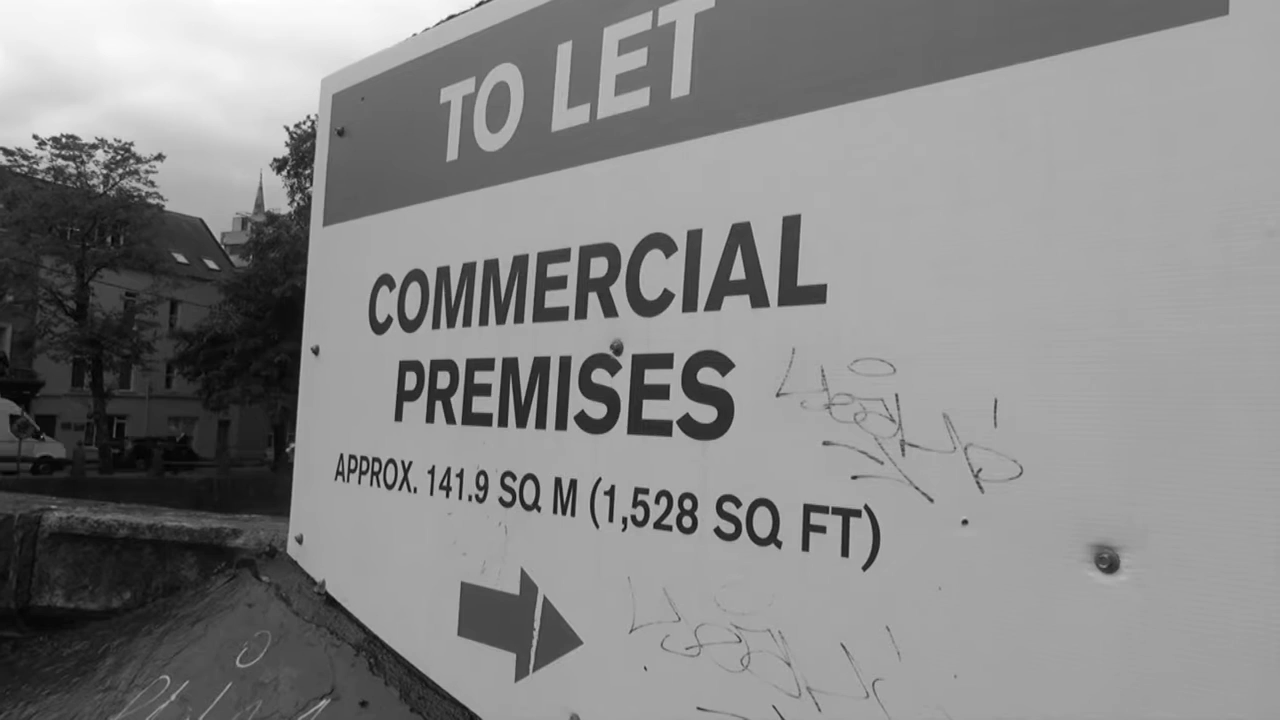 TO LET
COMMERCIAL
PREMISES
APPROX. 141.9 SQ M (1,528 SQ FT)